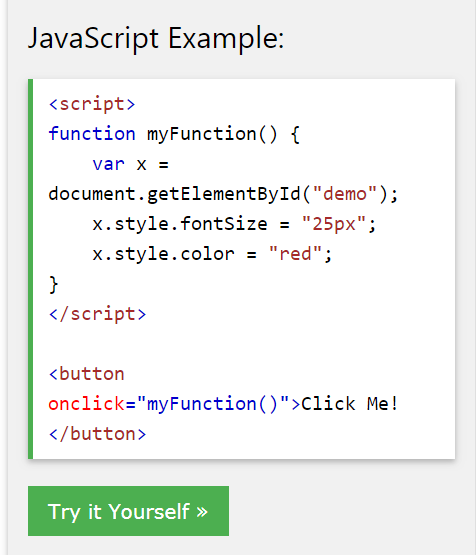 JavaScript Example:
<script>
function myFunction() {
    var x =
document.getElementById("demo");
    x.style.fontSize = "25px";
    x.style.color = "red";
}
</script>

<button
onclick="myFunction()">Click Me!
</button>
Try it Yourself »